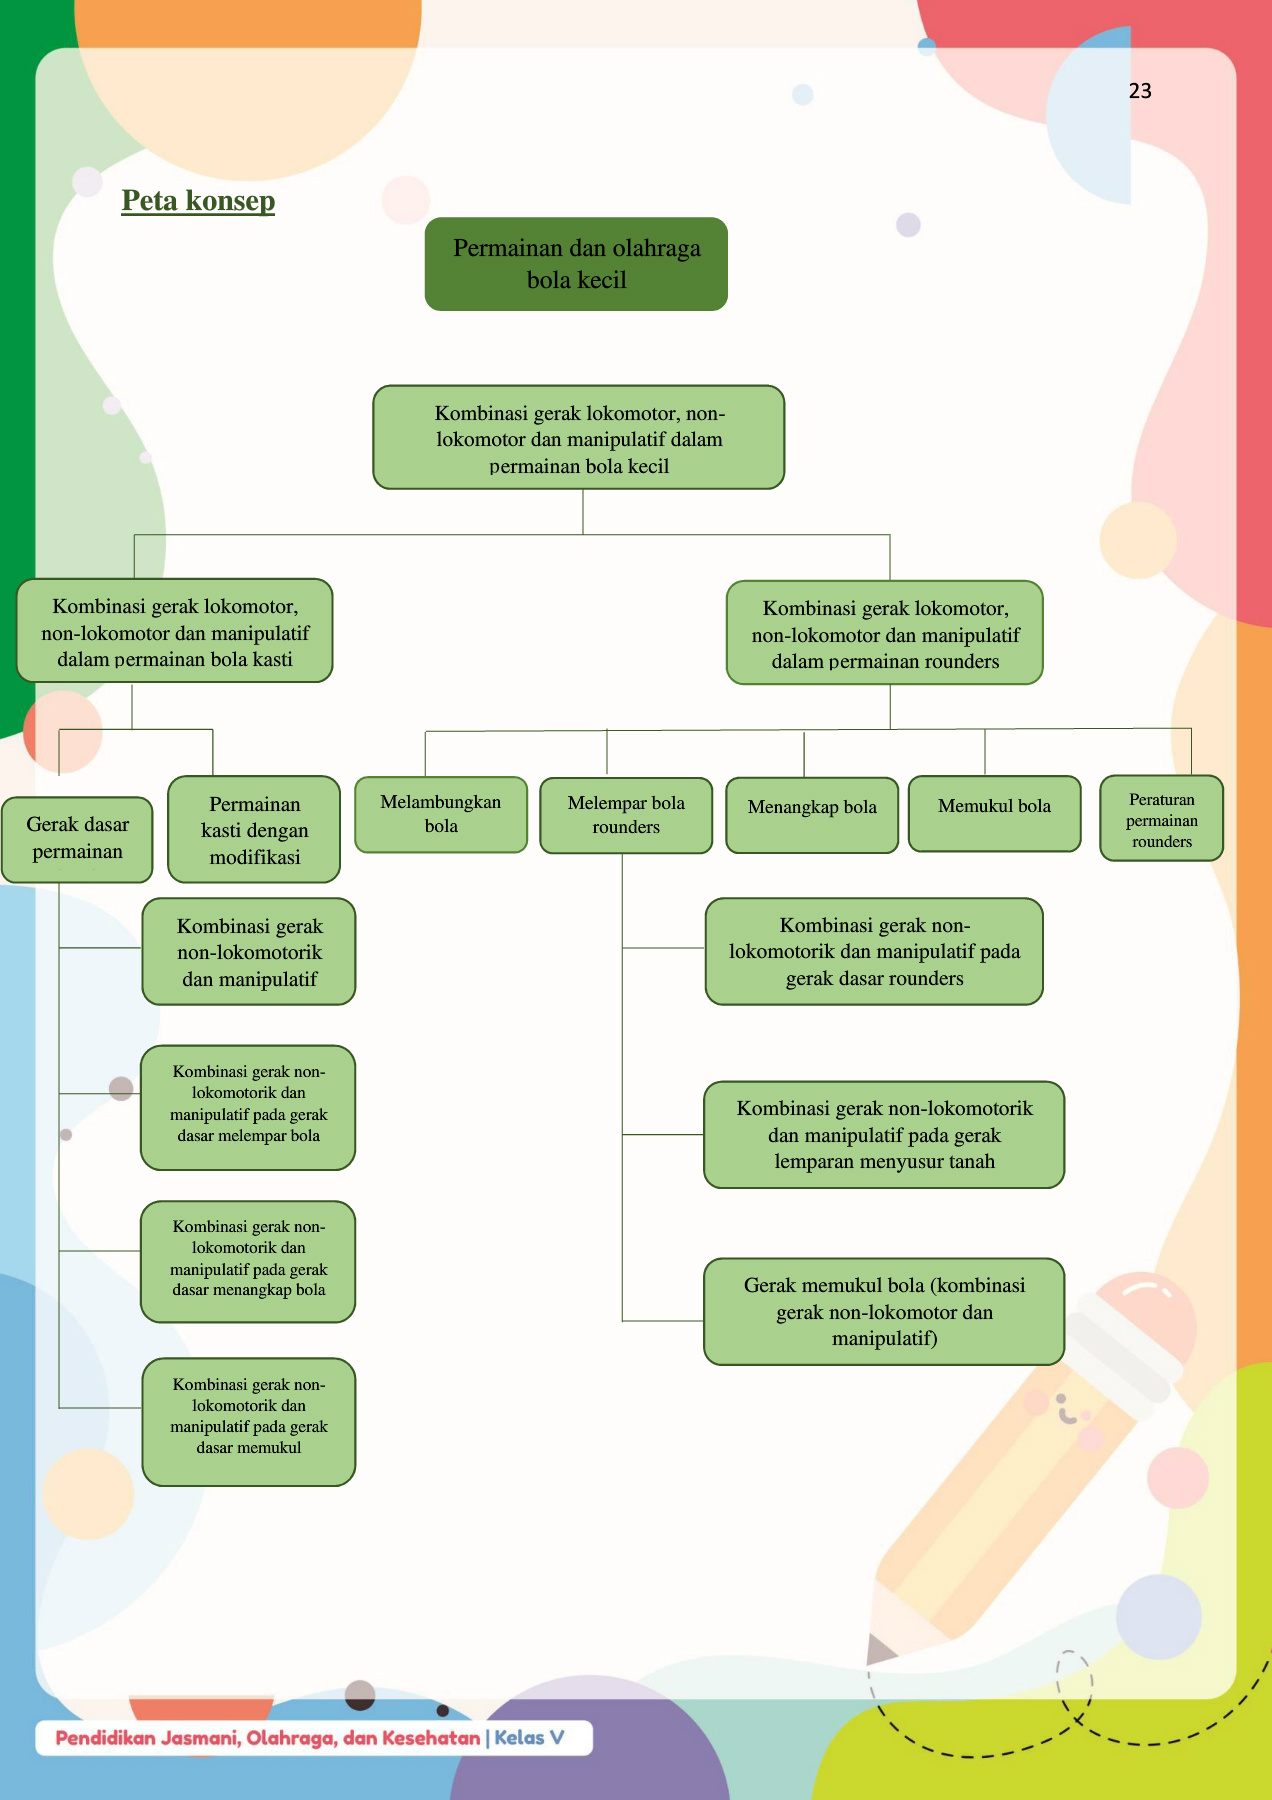 23
Peta konsep
Permainan dan olahraga
bola kecil
Kombinasi gerak lokomotor, non-
lokomotor dan manipulatif dalam
permainan bola kecil
Kombinasi gerak lokomotor,
non-lokomotor dan manipulatif
dalam permainan bola kasti
Kombinasi gerak lokomotor,
non-lokomotor dan manipulatif
dalam permainan rounders
Gerak dasar
permainan
Permainan
kasti dengan
modifikasi
Melambungkan
bola
Melempar bola
rounders
Menangkap bola
Memukul bola
Peraturan
permainan
rounders
Kombinasi gerak
non-lokomotorik
dan manipulatif
Kombinasi gerak non-
lokomotorik dan
manipulatif pada gerak
dasar melempar bola
Kombinasi gerak non-
lokomotorik dan
manipulatif pada gerak
dasar menangkap bola
Kombinasi gerak non-
lokomotorik dan
manipulatif pada gerak
dasar memukul
Kombinasi gerak non-
lokomotorik dan manipulatif pada
gerak dasar rounders
Kombinasi gerak non-lokomotorik
dan manipulatif pada gerak
lemparan menyusur tanah
Gerak memukul bola (kombinasi
gerak non-lokomotor dan
manipulatif)
Pendidikan Jasmani, Olahraga, dan Kesehatan | Kelas V